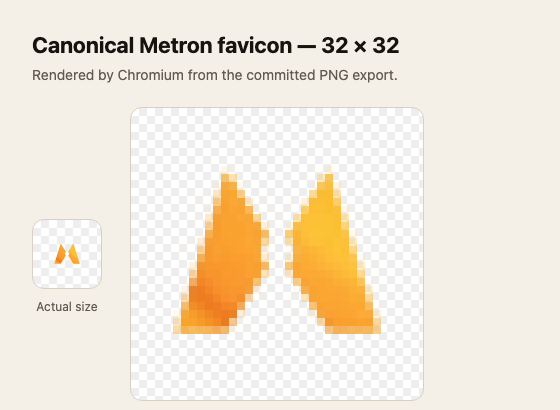 Canonical Metron favicon — 32 × 32
Rendered by Chromium from the committed PNG export.
Actual size